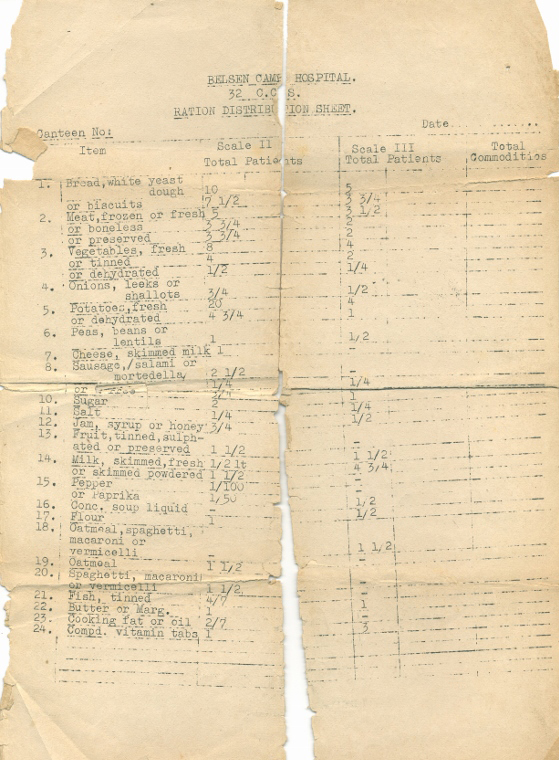 BELSEN CAMP HOSPITAL.
32 C.C.S.
RATION DISTRIBUTION SHEET.
Canteen No: Date
Item Scale II Total Patients Scale III Total Patients Total Commodities
1. Bread,white yeast
dough 10 5
or biscuits 7 1/2 3 3/4
2. Meat,frozen or fresh 5 2 1/2
or boneless 3 3/4 2
or preserved 3 3/4 2
3. Vegetables, fresh 8 4
or tinned 4 2
or dehydrated 1/2 1/4
4. Onions, leeks or
shallots 3/4 1/2
5. Potatoes,fresh 20 4
or dehydrated 4 3/4 1
6. Peas, beans or
lentils 1 1/2
7. Cheese, skimmed milk 1 -
8. Sausage,/salami or
mortedella 2 1/2 -
or 1/4 1/4
10. Sugar 2 1
11. Salt 1/4 1/4
12. Jam, syrup or honey 3/4 1/2
13. Fruit,tinned,sulph-
ated or preserved 1 1/2 -
14. Milk, skimmed,fresh 1/2 lt 1 1/2
or skimmed powdered 1 1/2 4 3/4
15. Pepper 1/100 -
or Paprika 1/50 -
16. Conc. soup liquid - 1/2
17. Flour 1 1/2
18. Oatmeal,spaghetti,
macaroni or
vermicelli - 1 1/2
19. Oatmeal 1 1/2 -
20. Spaghetti, macaroni
or vermicelli 1 1/2 -
21. Fish, tinned 4/7 -
22. Butter or Marg. 1 1
23. Cooking fat or oil 2/7 -
24. Compd. vitamin tabs 1 3